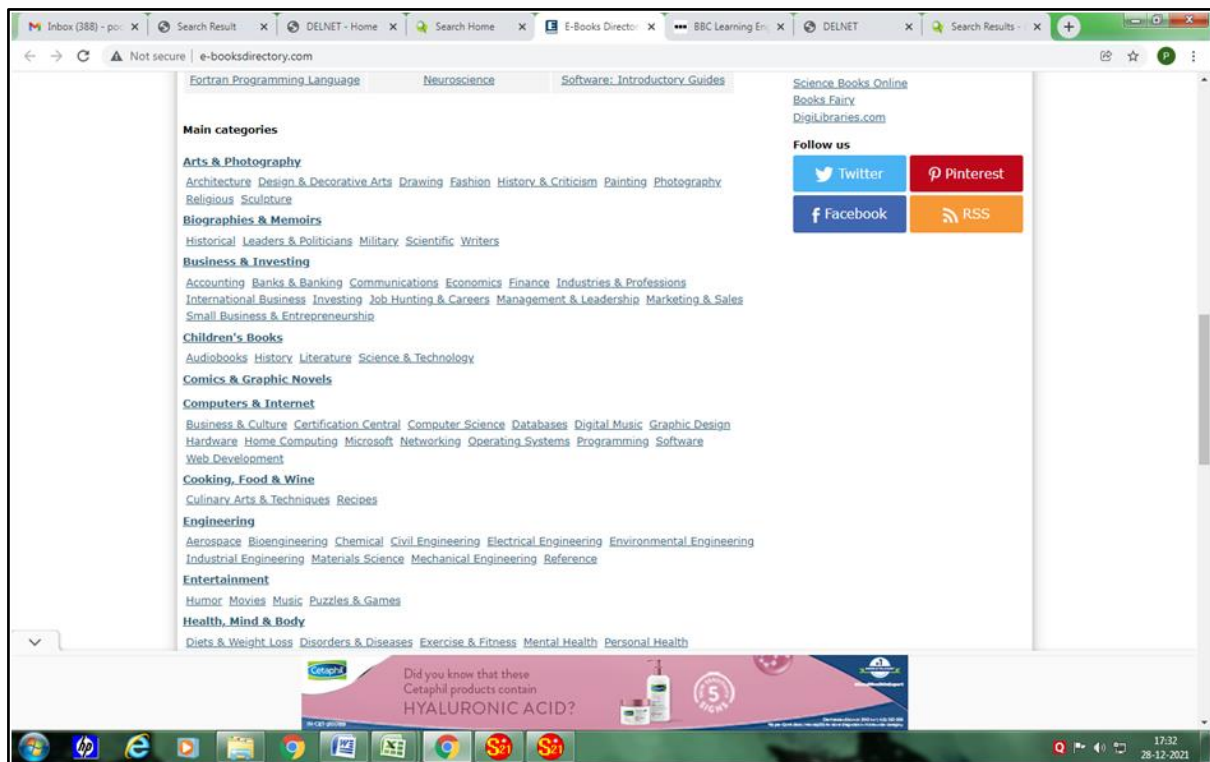 Inbox (388) - poc
Search Result
DELNET - Home
Search Home
E-Books Director
BBC Learning En
DELNET
Search Results -
Not secure | e-booksdirectory.com
P
Fortran Programming Language Neuroscience Software: Introductory Guides
Main categories
Arts & Photography
Architecture Design & Decorative Arts Drawing Fashion History & Criticism Painting Photography
Religious Sculpture
Biographies & Memoirs
Historical Leaders & Politicians Military Scientific Writers
Business & Investing
Accounting Banks & Banking Communications Economics Finance Industries & Professions
International Business Investing Job Hunting & Careers Management & Leadership Marketing & Sales
Small Business & Entrepreneurship
Children's Books
Audiobooks History Literature Science & Technology
Comics & Graphic Novels
Computers & Internet
Business & Culture Certification Central Computer Science Databases Digital Music Graphic Design
Hardware Home Computing Microsoft Networking Operating Systems Programming Software
Web Development
Cooking, Food & Wine
Culinary Arts & Techniques Recipes
Engineering
Aerospace Bioengineering Chemical Civil Engineering Electrical Engineering Environmental Engineering
Industrial Engineering Materials Science Mechanical Engineering Reference
Entertainment
Humor Movies Music Puzzles & Games
Health, Mind & Body
Diets & Weight Loss Disorders & Diseases Exercise & Fitness Mental Health Personal Health
Science Books Online
Books Fairy
DigiLibraries.com
Follow us
Twitter Pinterest
Facebook RSS
Cetaphil
Did you know that these
Cetaphil products contain
HYALURONIC ACID?
5
SIGNS
hp
S21
S21
Q
17:32
28-12-2021